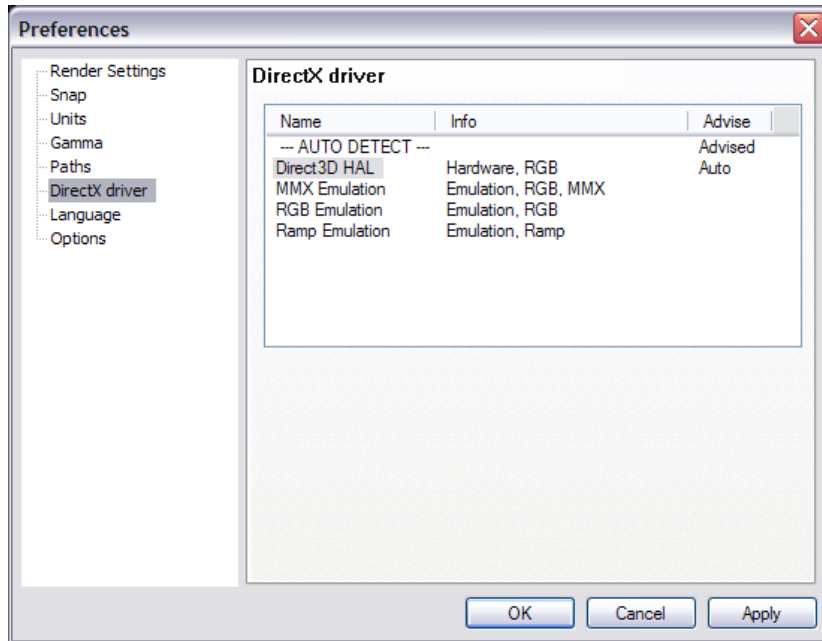 Preferences
Render Settings
Snap
Units
Gamma
Paths
DirectX driver
Language
Options
DirectX driver
Name Info Advise
--- AUTO DETECT --- Advised
Direct3D HAL Hardware, RGB Auto
MMX Emulation Emulation, RGB, MMX
RGB Emulation Emulation, RGB
Ramp Emulation Emulation, Ramp
OK Cancel Apply